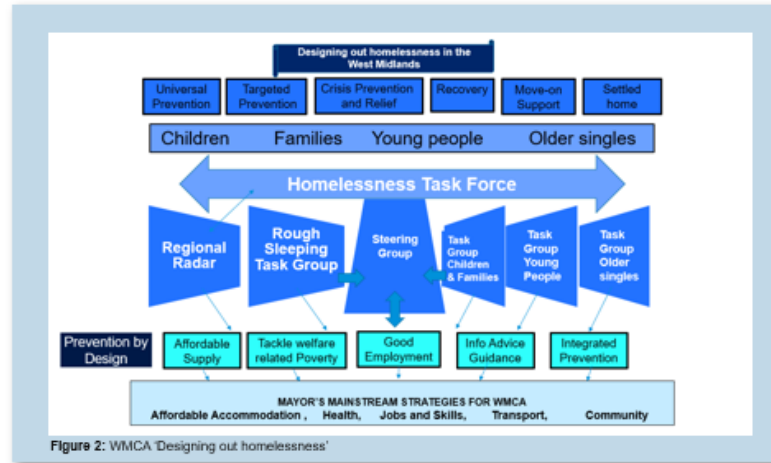 Designing out homelessness in the
West Midlands
Universal
Prevention
Targeted
Prevention
Crisis Prevention
and Relief
Recovery
Move-on
Support
Settled
home
Children Families Young people Older singles
Homelessness Task Force
Regional
Radar
Rough
Sleeping
Task Group
Steering
Group
Task
Group
Children
& Families
Task
Group
Young
People
Task
Group
Older
singles
Prevention by
Design
Affordable
Supply
Tackle welfare
related Poverty
Good
Employment
Info Advice
Guidance
Integrated
Prevention
MAYOR'S MAINSTREAM STRATEGIES FOR WMCA
Affordable Accommodation , Health, Jobs and Skills, Transport, Community
Figure 2: WMCA 'Designing out homelessness'